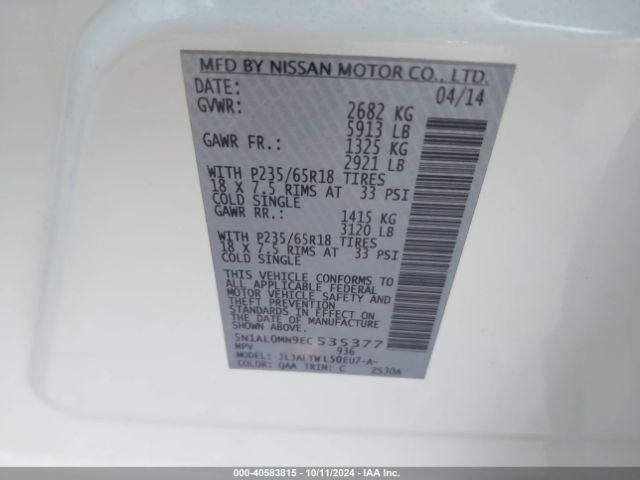 MFD BY NISSAN MOTOR CO., LTD.
DATE: 04/14
GVWR: 2682 KG
5913 LB
GAWR FR.: 1325 KG
2921 LB
WITH P235/65R18 TIRES
18 X 7.5 RIMS AT 33 PSI
COLD SINGLE
GAWR RR.: 1415 KG
3120 LB
WITH P235/65R18 TIRES
18 X 7.5 RIMS AT 33 PSI
COLD SINGLE
THIS VEHICLE CONFORMS TO
ALL APPLICABLE FEDERAL
MOTOR VEHICLE SAFETY AND
THEFT PREVENTION
STANDARDS IN EFFECT ON
THE DATE OF MANUFACTURE
SHOWN ABOVE.
5N1AL0MN9EC535377
MPV 936
JLJALTWL50EU7-A-
COLOR: QAA TRIM: C 2S30A
000-40583815 - 10/11/2024 - IAA Inc.